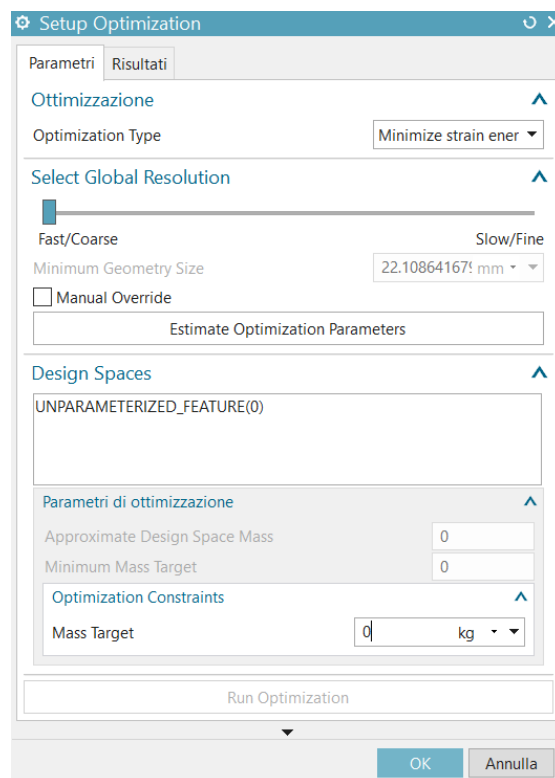 Setup Optimization
Parametri Risultati
Ottimizzazione
Optimization Type Minimize strain ener
Select Global Resolution
Fast/Coarse Slow/Fine
Minimum Geometry Size 22.108641679 mm
Manual Override
Estimate Optimization Parameters
Design Spaces
UNPARAMETERIZED_FEATURE(0)
Parametri di ottimizzazione
Approximate Design Space Mass 0
Minimum Mass Target 0
Optimization Constraints
Mass Target 0 kg
Run Optimization
OK Annulla